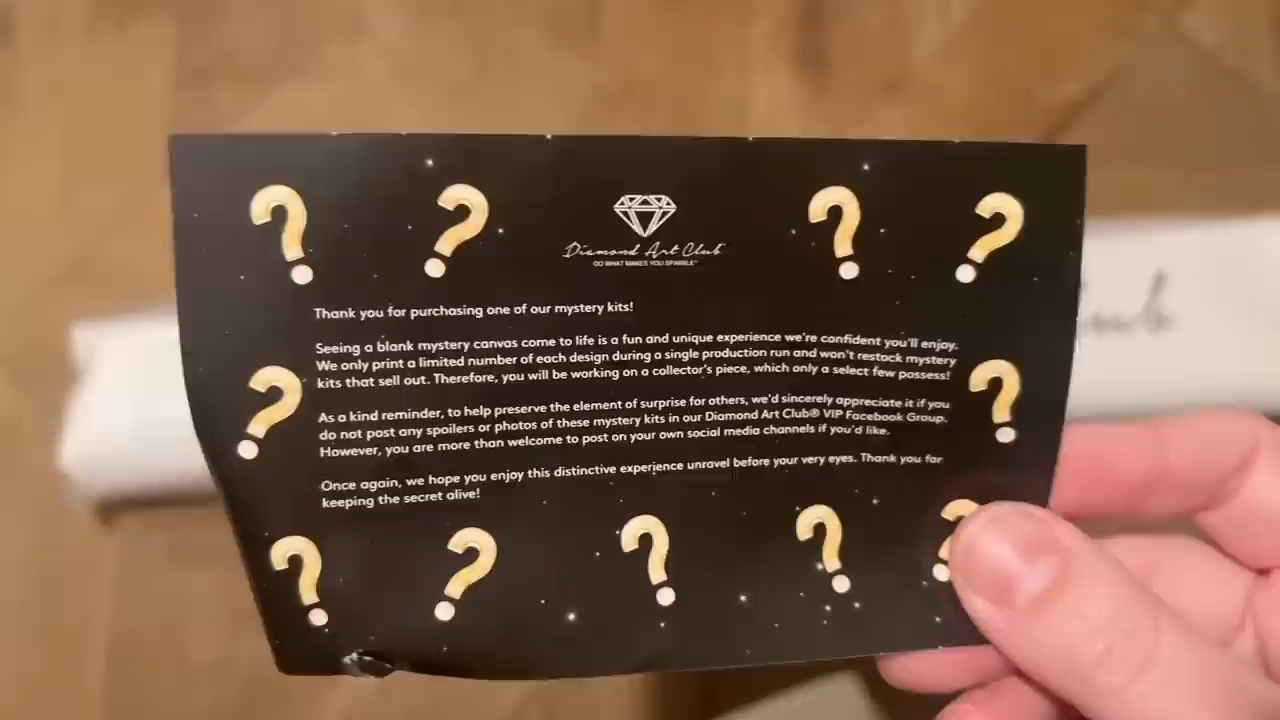 Diamond Art Club
DO WHAT MAKES YOU SPARKLE™
Thank you for purchasing one of our mystery kits!
Seeing a blank mystery canvas come to life is a fun and unique experience we're confident you'll enjoy.
We only print a limited number of each design during a single production run and won't restock mystery
kits that sell out. Therefore, you will be working on a collector's piece, which only a select few possess!
As a kind reminder, to help preserve the element of surprise for others, we'd sincerely appreciate it if you
do not post any spoilers or photos of these mystery kits in our Diamond Art Club® VIP Facebook Group.
However, you are more than welcome to post on your own social media channels if you'd like.
Once again, we hope you enjoy this distinctive experience unravel before your very eyes. Thank you for
keeping the secret alive!